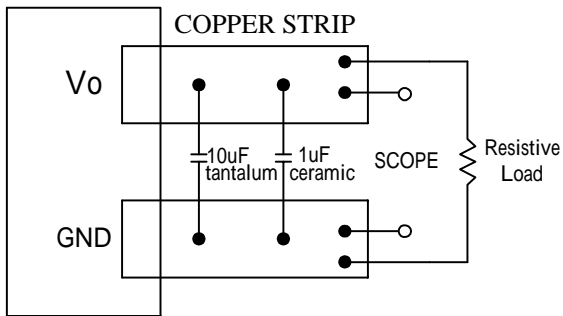 COPPER STRIP
Vo
10uF
tantalum
1uF
ceramic
SCOPE
Resistive
Load
GND